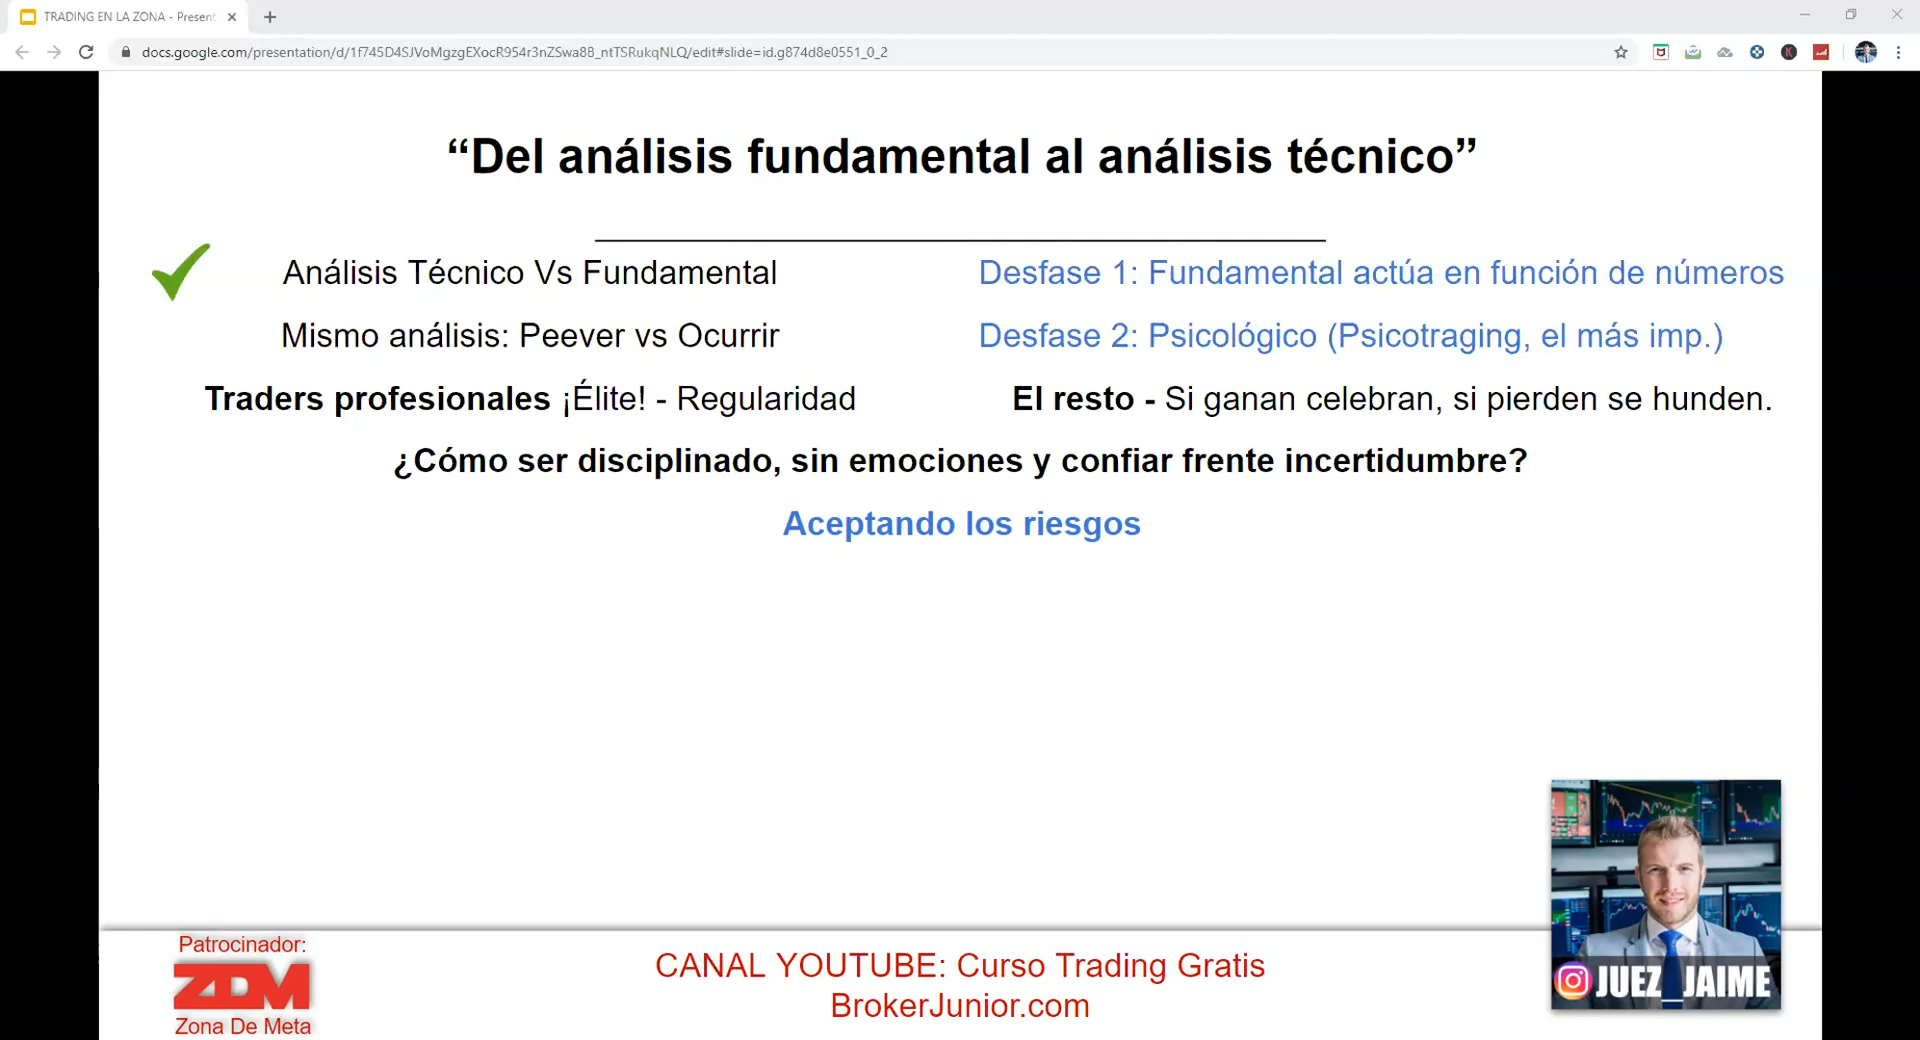 TRADING EN LA ZONA - Present
docs.google.com/presentation/d/1f745D4SJVoMgzgEXocR954r3nZSwa8B_ntTSRukqNLQ/edit#slide=id.g874d8e0551_0_2
“Del análisis fundamental al análisis técnico”
Análisis Técnico Vs Fundamental
Desfase 1: Fundamental actúa en función de números
Mismo análisis: Peever vs Ocurrir
Desfase 2: Psicológico (Psicotraging, el más imp.)
Traders profesionales ¡Élite! - Regularidad
El resto - Si ganan celebran, si pierden se hunden.
¿Cómo ser disciplinado, sin emociones y confiar frente incertidumbre?
Aceptando los riesgos
Patrocinador:
ZDM
Zona De Meta
CANAL YOUTUBE: Curso Trading Gratis
BrokerJunior.com
JUEZ_JAIME